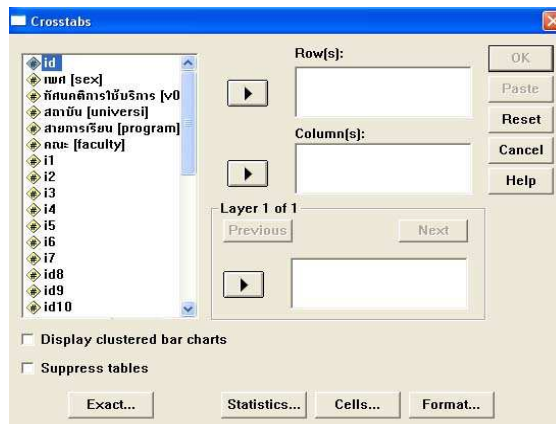 Crosstabs
id
เพศ [sex]
ทัศนคติการใช้บริการ [v0
สถาบัน [universi]
สายการเรียน [program]
คณะ [faculty]
i1
i2
i3
i4
i5
i6
i7
id8
id9
id10
Row(s):
Column(s):
Layer 1 of 1
Previous
Next
OK
Paste
Reset
Cancel
Help
Display clustered bar charts
Suppress tables
Exact...
Statistics...
Cells...
Format...